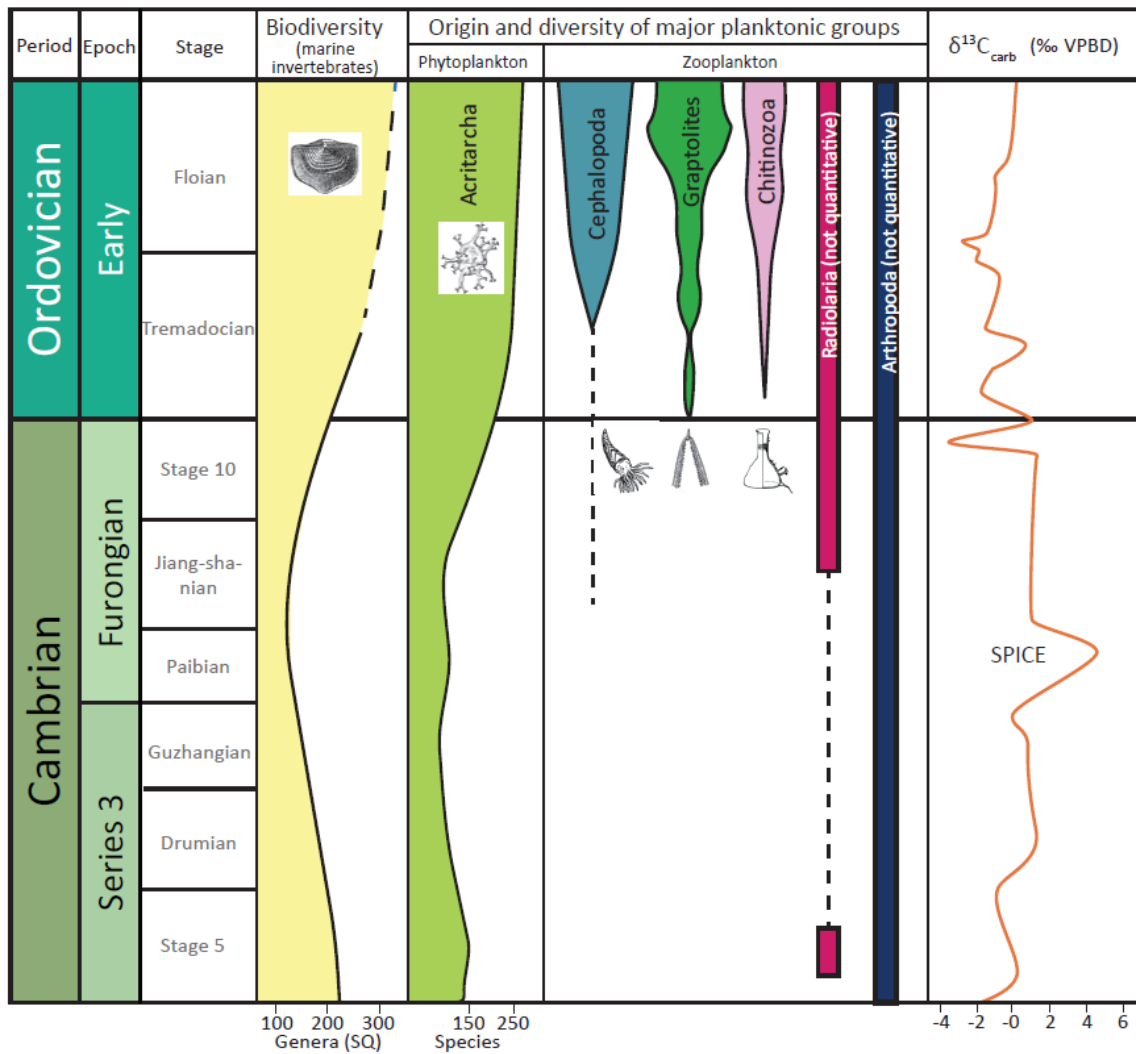 Period
Epoch
Stage
Biodiversity
(marine
invertebrates)
Origin and diversity of major planktonic groups
Phytoplankton
Zooplankton
δ¹³C carb (‰ VPBD)
Ordovician
Early
Floian
Tremadocian
Cambrian
Furongian
Stage 10
Jiang-sha-
nian
Paibian
Series 3
Guzhangian
Drumian
Stage 5
Acritarcha
Cephalopoda
Graptolites
Chitinozoa
Radiolaria (not quantitative)
Arthropoda (not quantitative)
SPICE
100 200 300
Genera (SQ)
150 250
Species
-4 -2 -0 2 4 6